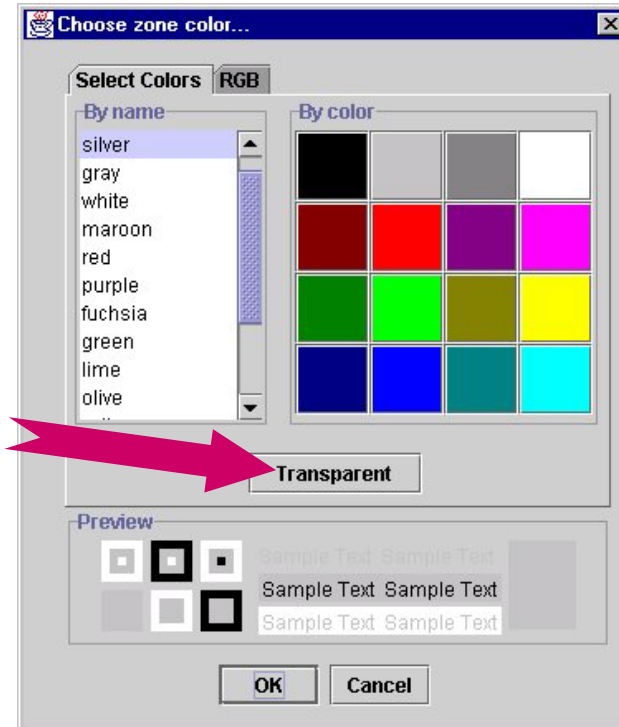 Choose zone color...
Select Colors RGB
By name
By color
silver
gray
white
maroon
red
purple
fuchsia
green
lime
olive
Transparent
Preview
Sample Text Sample Text
Sample Text Sample Text
Sample Text Sample Text
OK Cancel